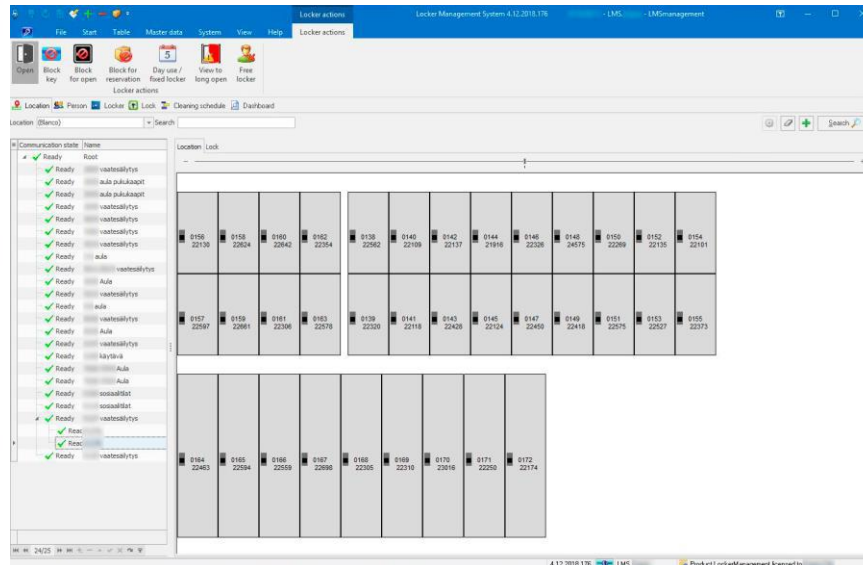 Locker actions Locker Management System 4.12.2018.176 - LMS - LMSmanagement
File Start Table Master data System View Help Locker actions
Open Block key Block for open Block for reservation Day use / fixed locker View to long open Free locker
Locker actions
Location Person Locker Lock Cleaning schedule Dashboard
Location (Blanco) Search Search
Communication state Name
Location Lock
Ready Root
Ready vaatesäilytys
Ready aula pukukaapit
Ready aula pukukaapit
Ready vaatesäilytys
Ready vaatesäilytys
Ready vaatesäilytys
Ready vaatesäilytys
Ready aula
Ready vaatesäilytys
Ready Aula
Ready vaatesäilytys
Ready aula
Ready vaatesäilytys
Ready Aula
Ready vaatesäilytys
Ready käytävä
Ready Aula
Ready Aula
Ready sosiaalitilat
Ready sosiaalitilat
Ready vaatesäilytys
Reac
Reac
Ready vaatesäilytys
0156 0158 0160 0162 0138 0140 0142 0144 0146 0148 0150 0152 0154
22130 22624 22642 22354 22562 22109 22137 21916 22326 24575 22269 22135 22101
0157 0159 0161 0163 0139 0141 0143 0145 0147 0149 0151 0153 0155
22597 22661 22306 22578 22320 22118 22426 22124 22450 22418 22575 22527 22373
0164 0165 0166 0167 0168 0169 0170 0171 0172
22463 22594 22559 22698 22305 22310 23016 22250 22174
24/25
4.12.2018.176 LMS Product LockerManagement licensed to